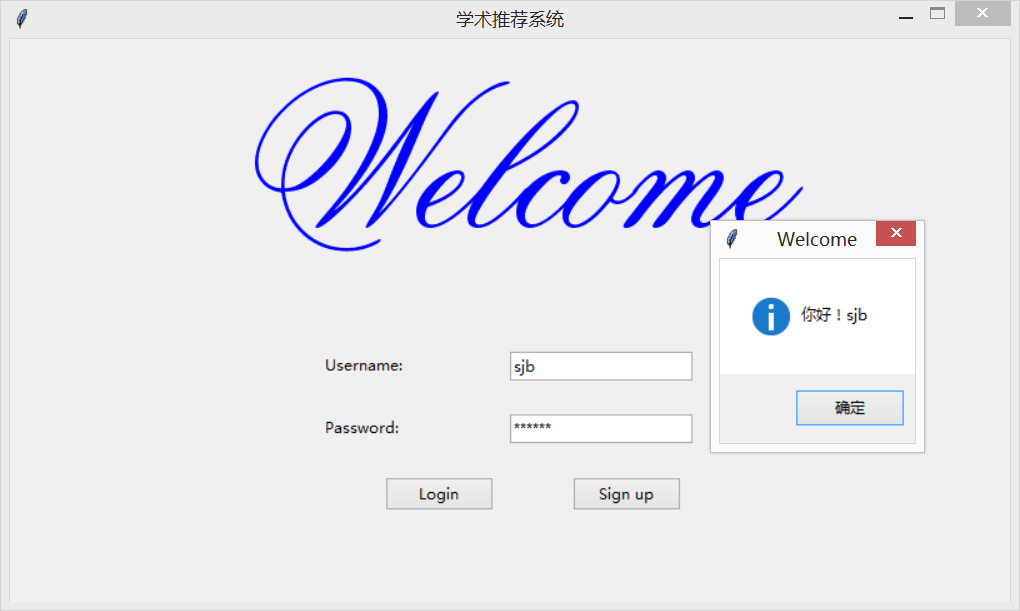 学术推荐系统
Welcome
Welcome
你好！sjb
确定
Username:
sjb
Password:
******
Login
Sign up